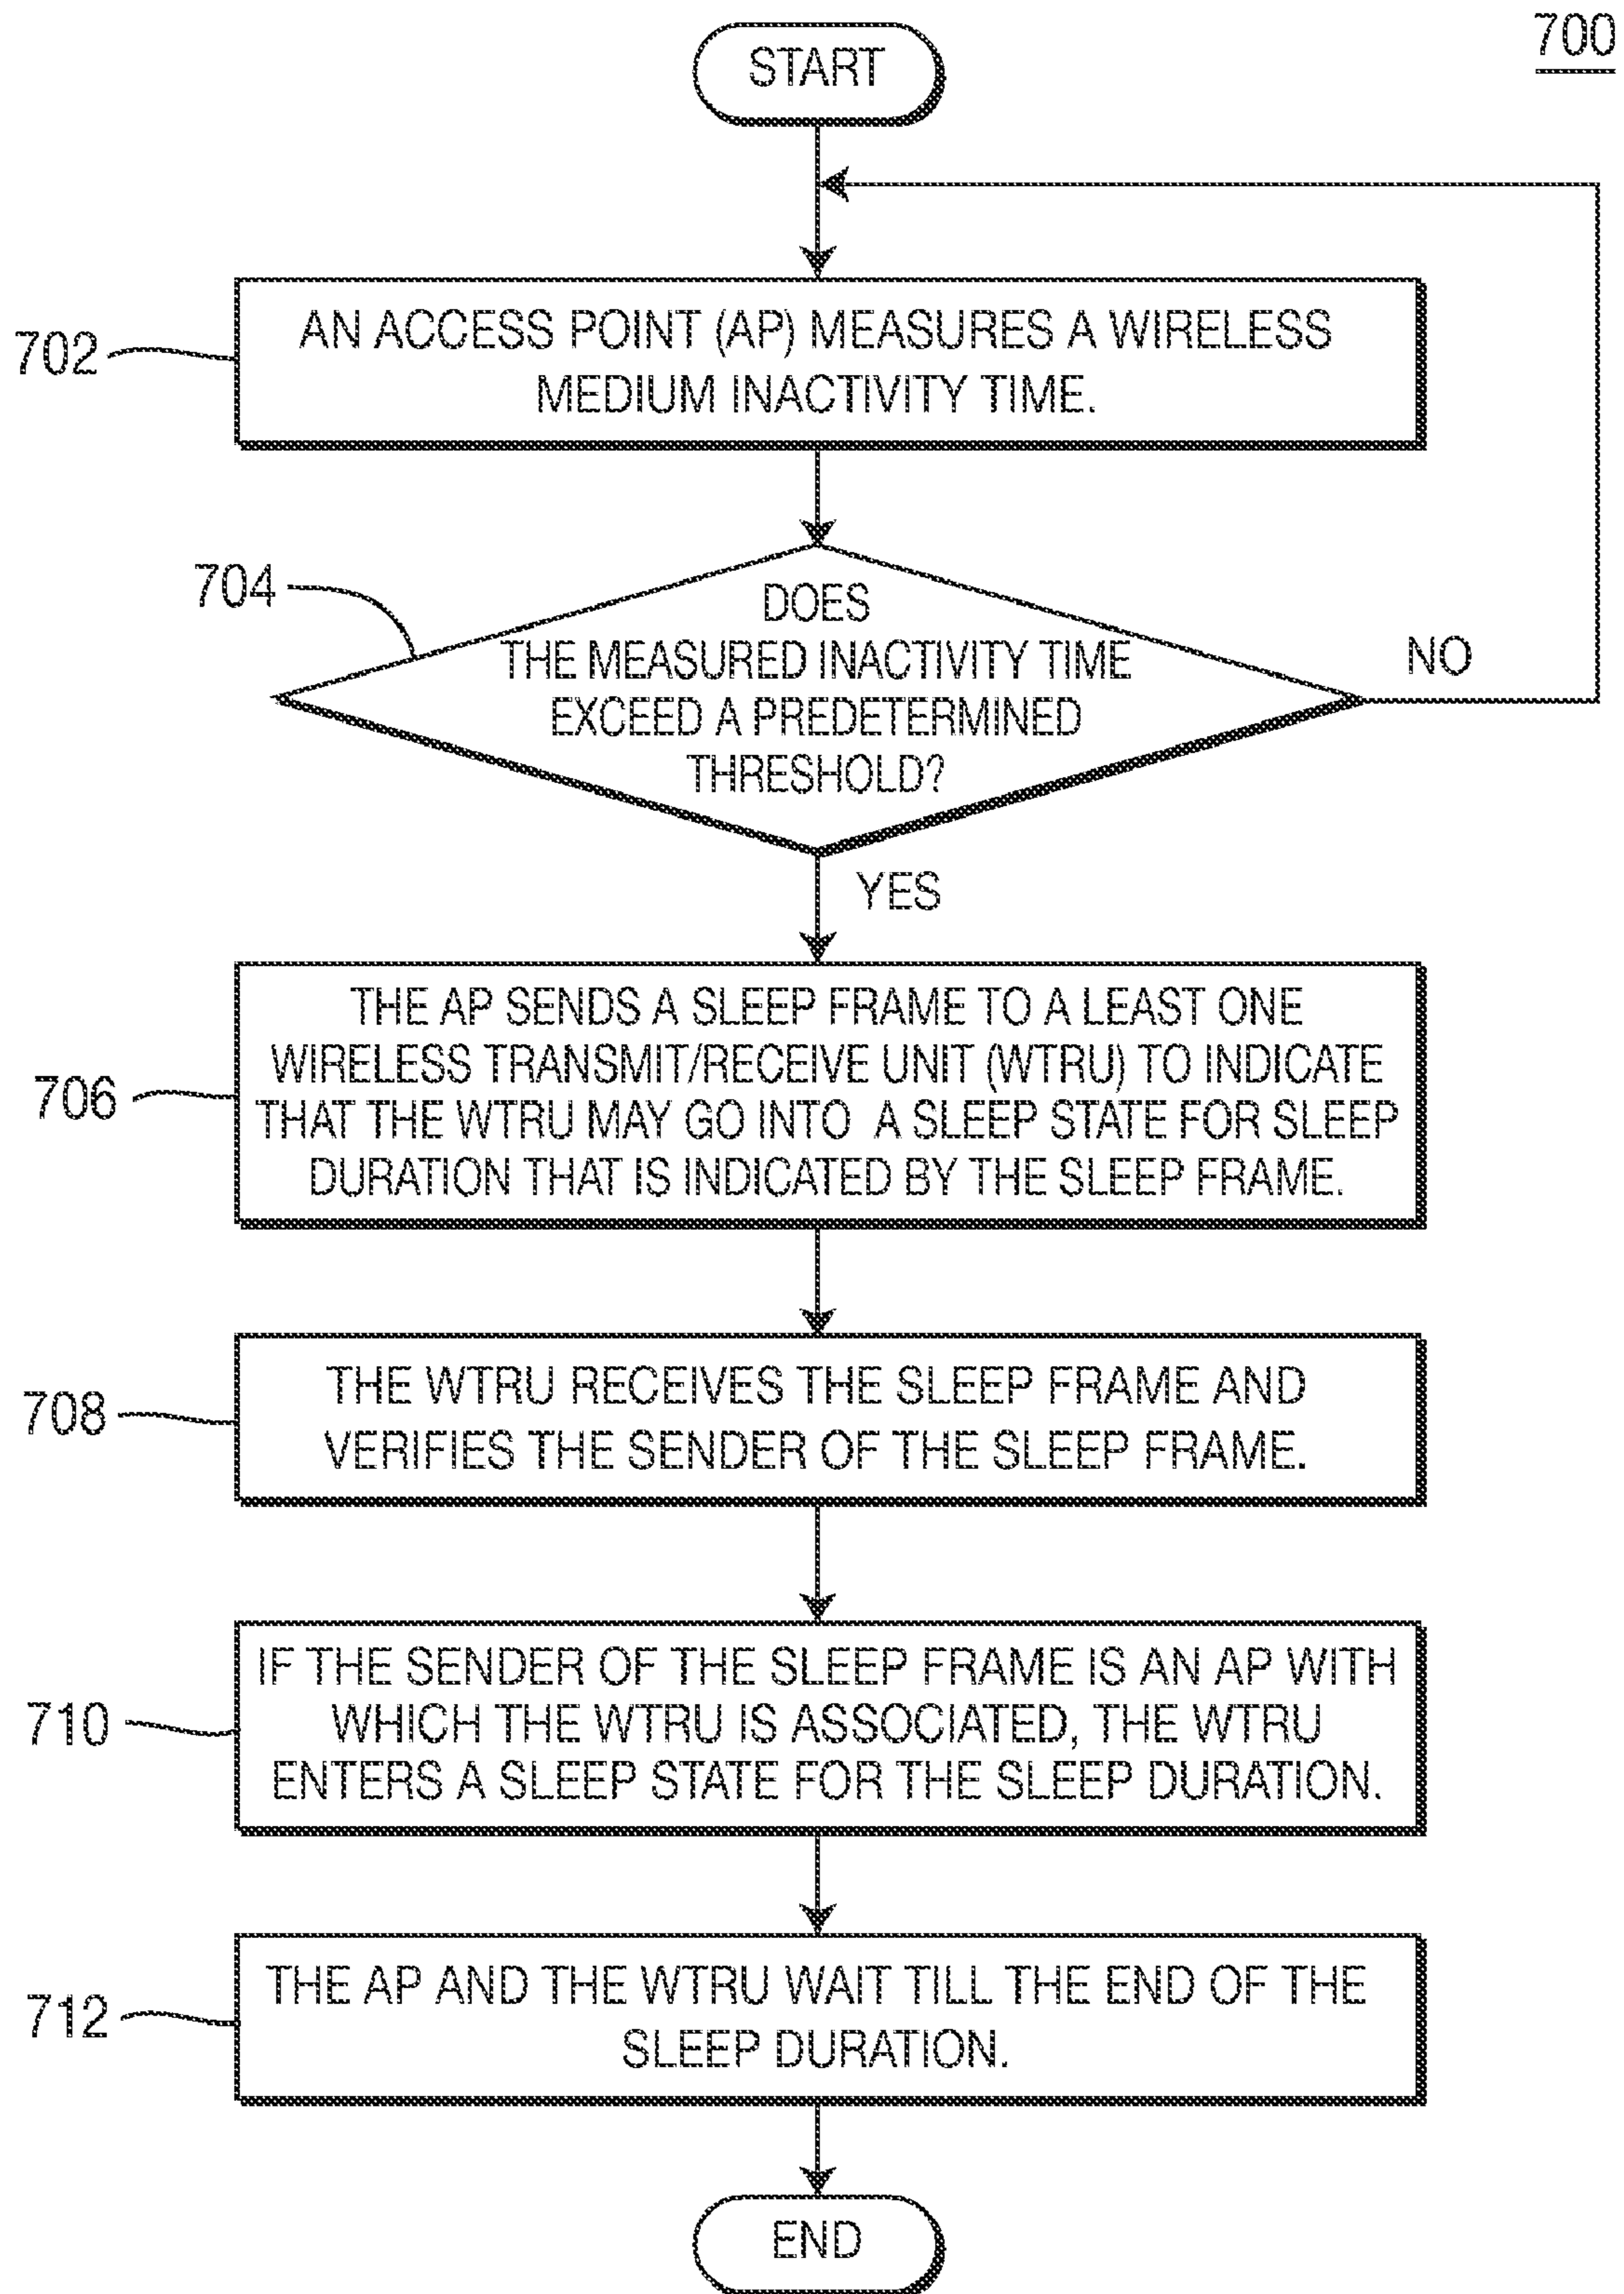 700
START
702
AN ACCESS POINT (AP) MEASURES A WIRELESS
MEDIUM INACTIVITY TIME.
704
DOES
THE MEASURED INACTIVITY TIME
EXCEED A PREDETERMINED
THRESHOLD?
NO
YES
706
THE AP SENDS A SLEEP FRAME TO A LEAST ONE
WIRELESS TRANSMIT/RECEIVE UNIT (WTRU) TO INDICATE
THAT THE WTRU MAY GO INTO A SLEEP STATE FOR SLEEP
DURATION THAT IS INDICATED BY THE SLEEP FRAME.
708
THE WTRU RECEIVES THE SLEEP FRAME AND
VERIFIES THE SENDER OF THE SLEEP FRAME.
710
IF THE SENDER OF THE SLEEP FRAME IS AN AP WITH
WHICH THE WTRU IS ASSOCIATED, THE WTRU
ENTERS A SLEEP STATE FOR THE SLEEP DURATION.
712
THE AP AND THE WTRU WAIT TILL THE END OF THE
SLEEP DURATION.
END